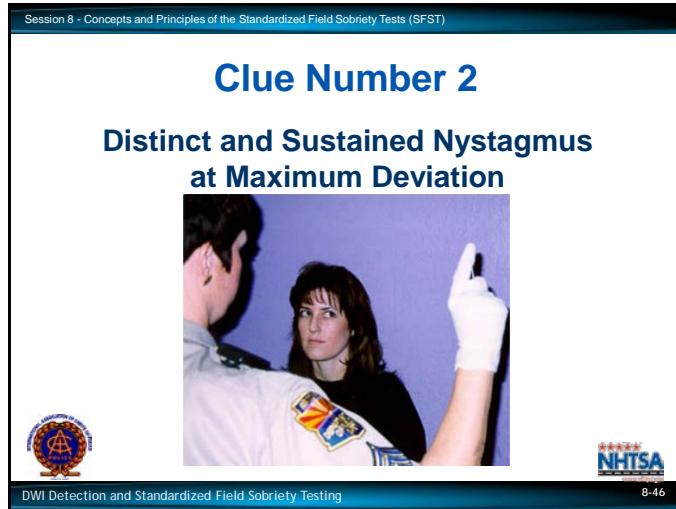 Session 8 - Concepts and Principles of the Standardized Field Sobriety Tests (SFST)
Clue Number 2
Distinct and Sustained Nystagmus
at Maximum Deviation
NHTSA
DWI Detection and Standardized Field Sobriety Testing
8-46